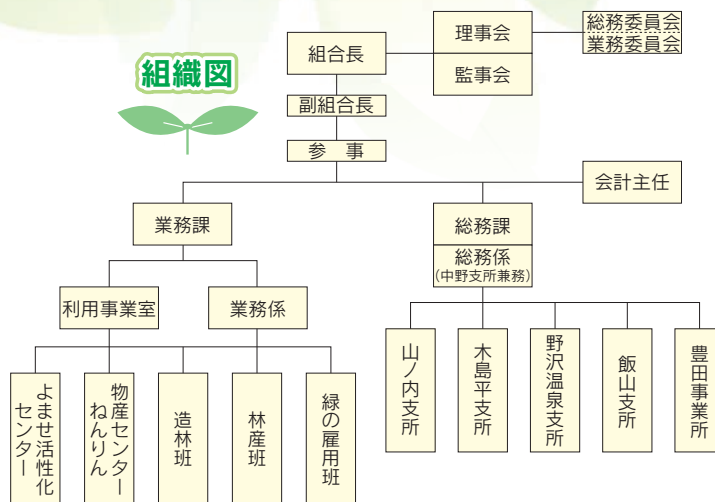 組織図
組合長
理事会
監事会
総務委員会
業務委員会
副組合長
参　事
会計主任
業務課
総務課
総務係
(中野支所兼務)
利用事業室
業務係
よませ活性化
センター
物産センター
ねんりん
造林班
林産班
緑の雇用班
山ノ内支所
木島平支所
野沢温泉支所
飯山支所
豊田事業所